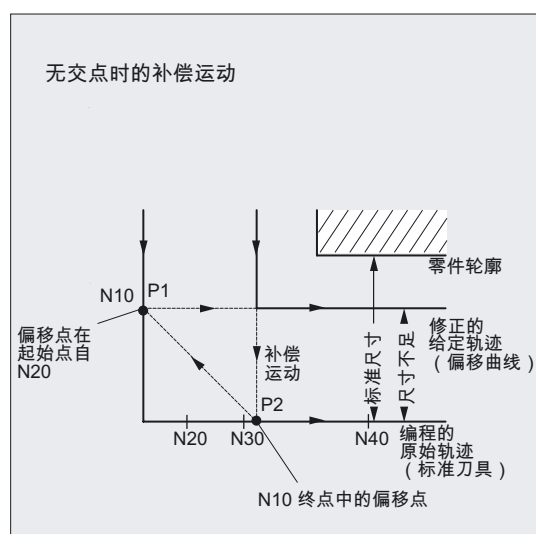 无交点时的补偿运动
零件轮廓
N10
P1
偏移点在
起始点自
N20
补偿
运动
标准尺寸
尺寸不足
修正的
给定轨迹
（偏移曲线）
P2
N20
N30
N40
编程的
原始轨迹
（标准刀具）
N10 终点中的偏移点